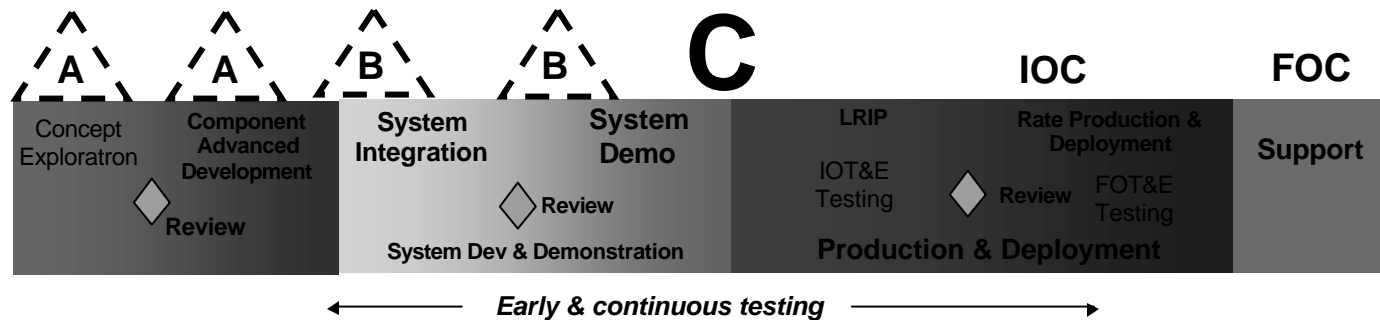 A
A
B
B
C
IOC
FOC
Concept
Exploratron
Component
Advanced
Development
Review
System
Integration
System
Demo
Review
System Dev & Demonstration
LRIP
IOT&E
Testing
Review
Rate Production &
Deployment
FOT&E
Testing
Production & Deployment
Support
Early & continuous testing